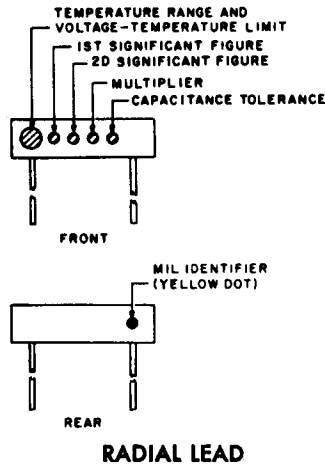 TEMPERATURE RANGE AND
VOLTAGE-TEMPERATURE LIMIT
1ST SIGNIFICANT FIGURE
2D SIGNIFICANT FIGURE
MULTIPLIER
CAPACITANCE TOLERANCE
FRONT
MIL IDENTIFIER
(YELLOW DOT)
REAR
RADIAL LEAD